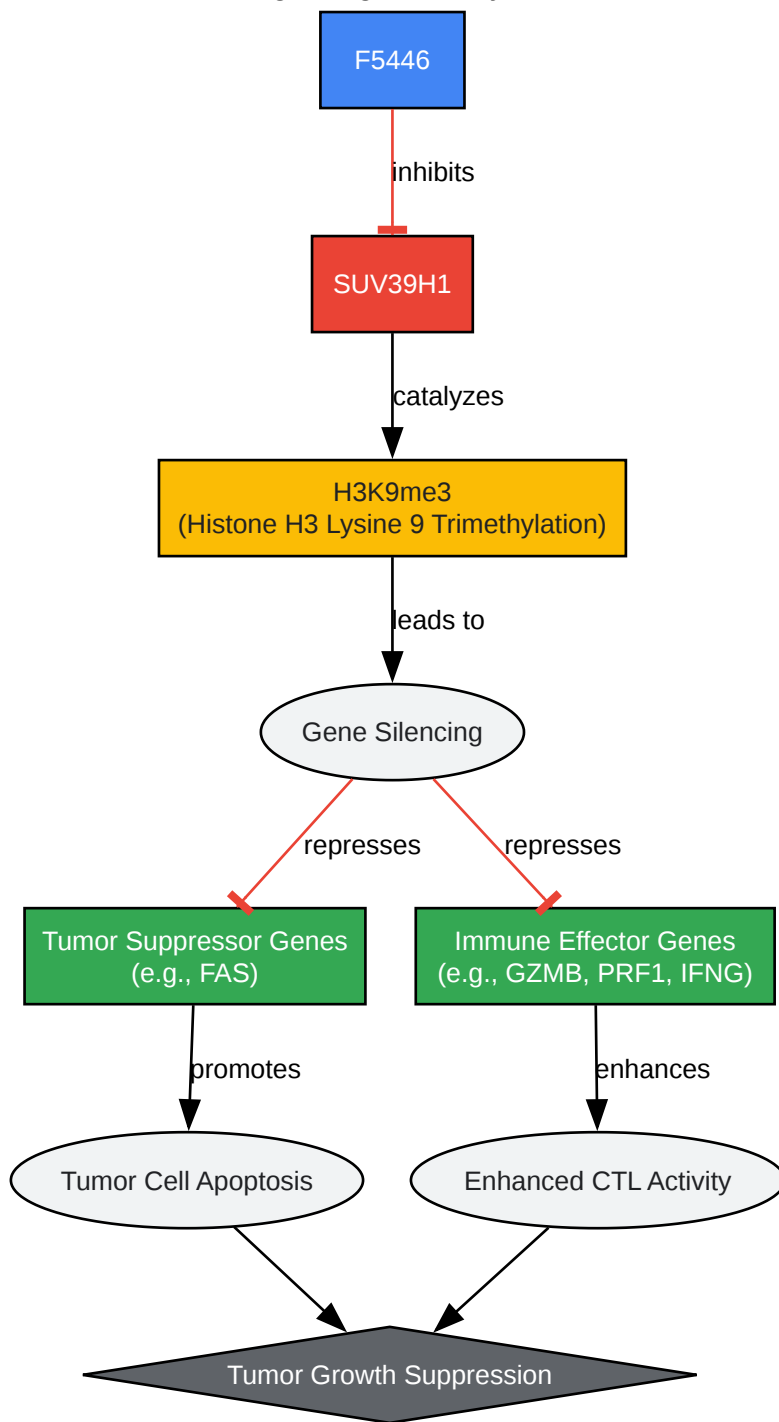 F5446
inhibits
SUV39H1
catalyzes
H3K9me3
(Histone H3 Lysine 9 Trimethylation)
leads to
Gene Silencing
represses
represses
Tumor Suppressor Genes
(e.g., FAS)
Immune Effector Genes
(e.g., GZMB, PRF1, IFNG)
promotes
enhances
Tumor Cell Apoptosis
Enhanced CTL Activity
Tumor Growth Suppression